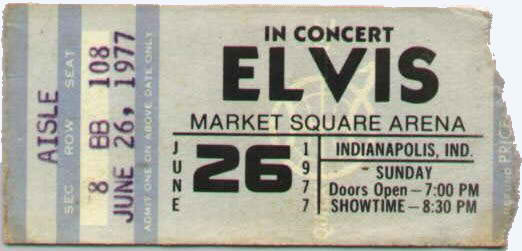 AISLE
SEC. ROW SEAT
8 BB 108
JUNE 26, 1977
ADMIT ONE ON ABOVE DATE ONLY
IN CONCERT
ELVIS
MARKET SQUARE ARENA
JUNE
26
1977
INDIANAPOLIS, IND.
SUNDAY
Doors Open - 7:00 PM
SHOWTIME - 8:30 PM
PRICE